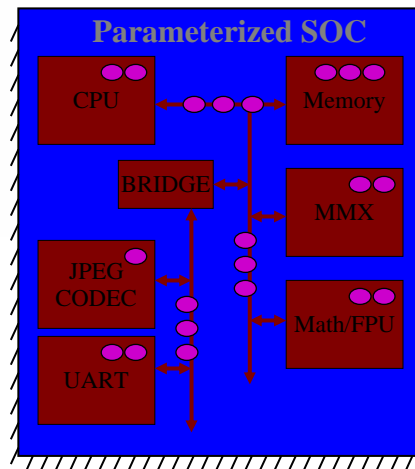 Parameterized SOC
CPU
Memory
BRIDGE
MMX
JPEG
CODEC
Math/FPU
UART